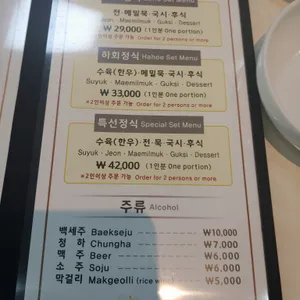 Set Menu
전·메밀묵·국시·후식
Jeon · Maemilmuk · Guksi · Dessert
₩ 29,000 (1인분 One portion)
※2인이상 주문 가능 Order for 2 persons or more
하회정식 Hahoe Set Menu
수육(한우)·메밀묵·국시·후식
Suyuk · Maemilmuk · Guksi · Dessert
₩ 33,000 (1인분 One portion)
※2인이상 주문 가능 Order for 2 persons or more
특선정식 Special Set Menu
수육(한우)·전·묵·국시·후식
Suyuk · Jeon · Maemilmuk · Guksi · Dessert
₩ 42,000 (1인분 One portion)
※2인이상 주문 가능 Order for 2 persons or more
주류 Alcohol
백세주 Baekseju ₩10,000
청 하 Chungha ₩7,000
맥 주 Beer ₩6,000
소 주 Soju ₩6,000
막걸리 Makgeolli (rice ₩5,000